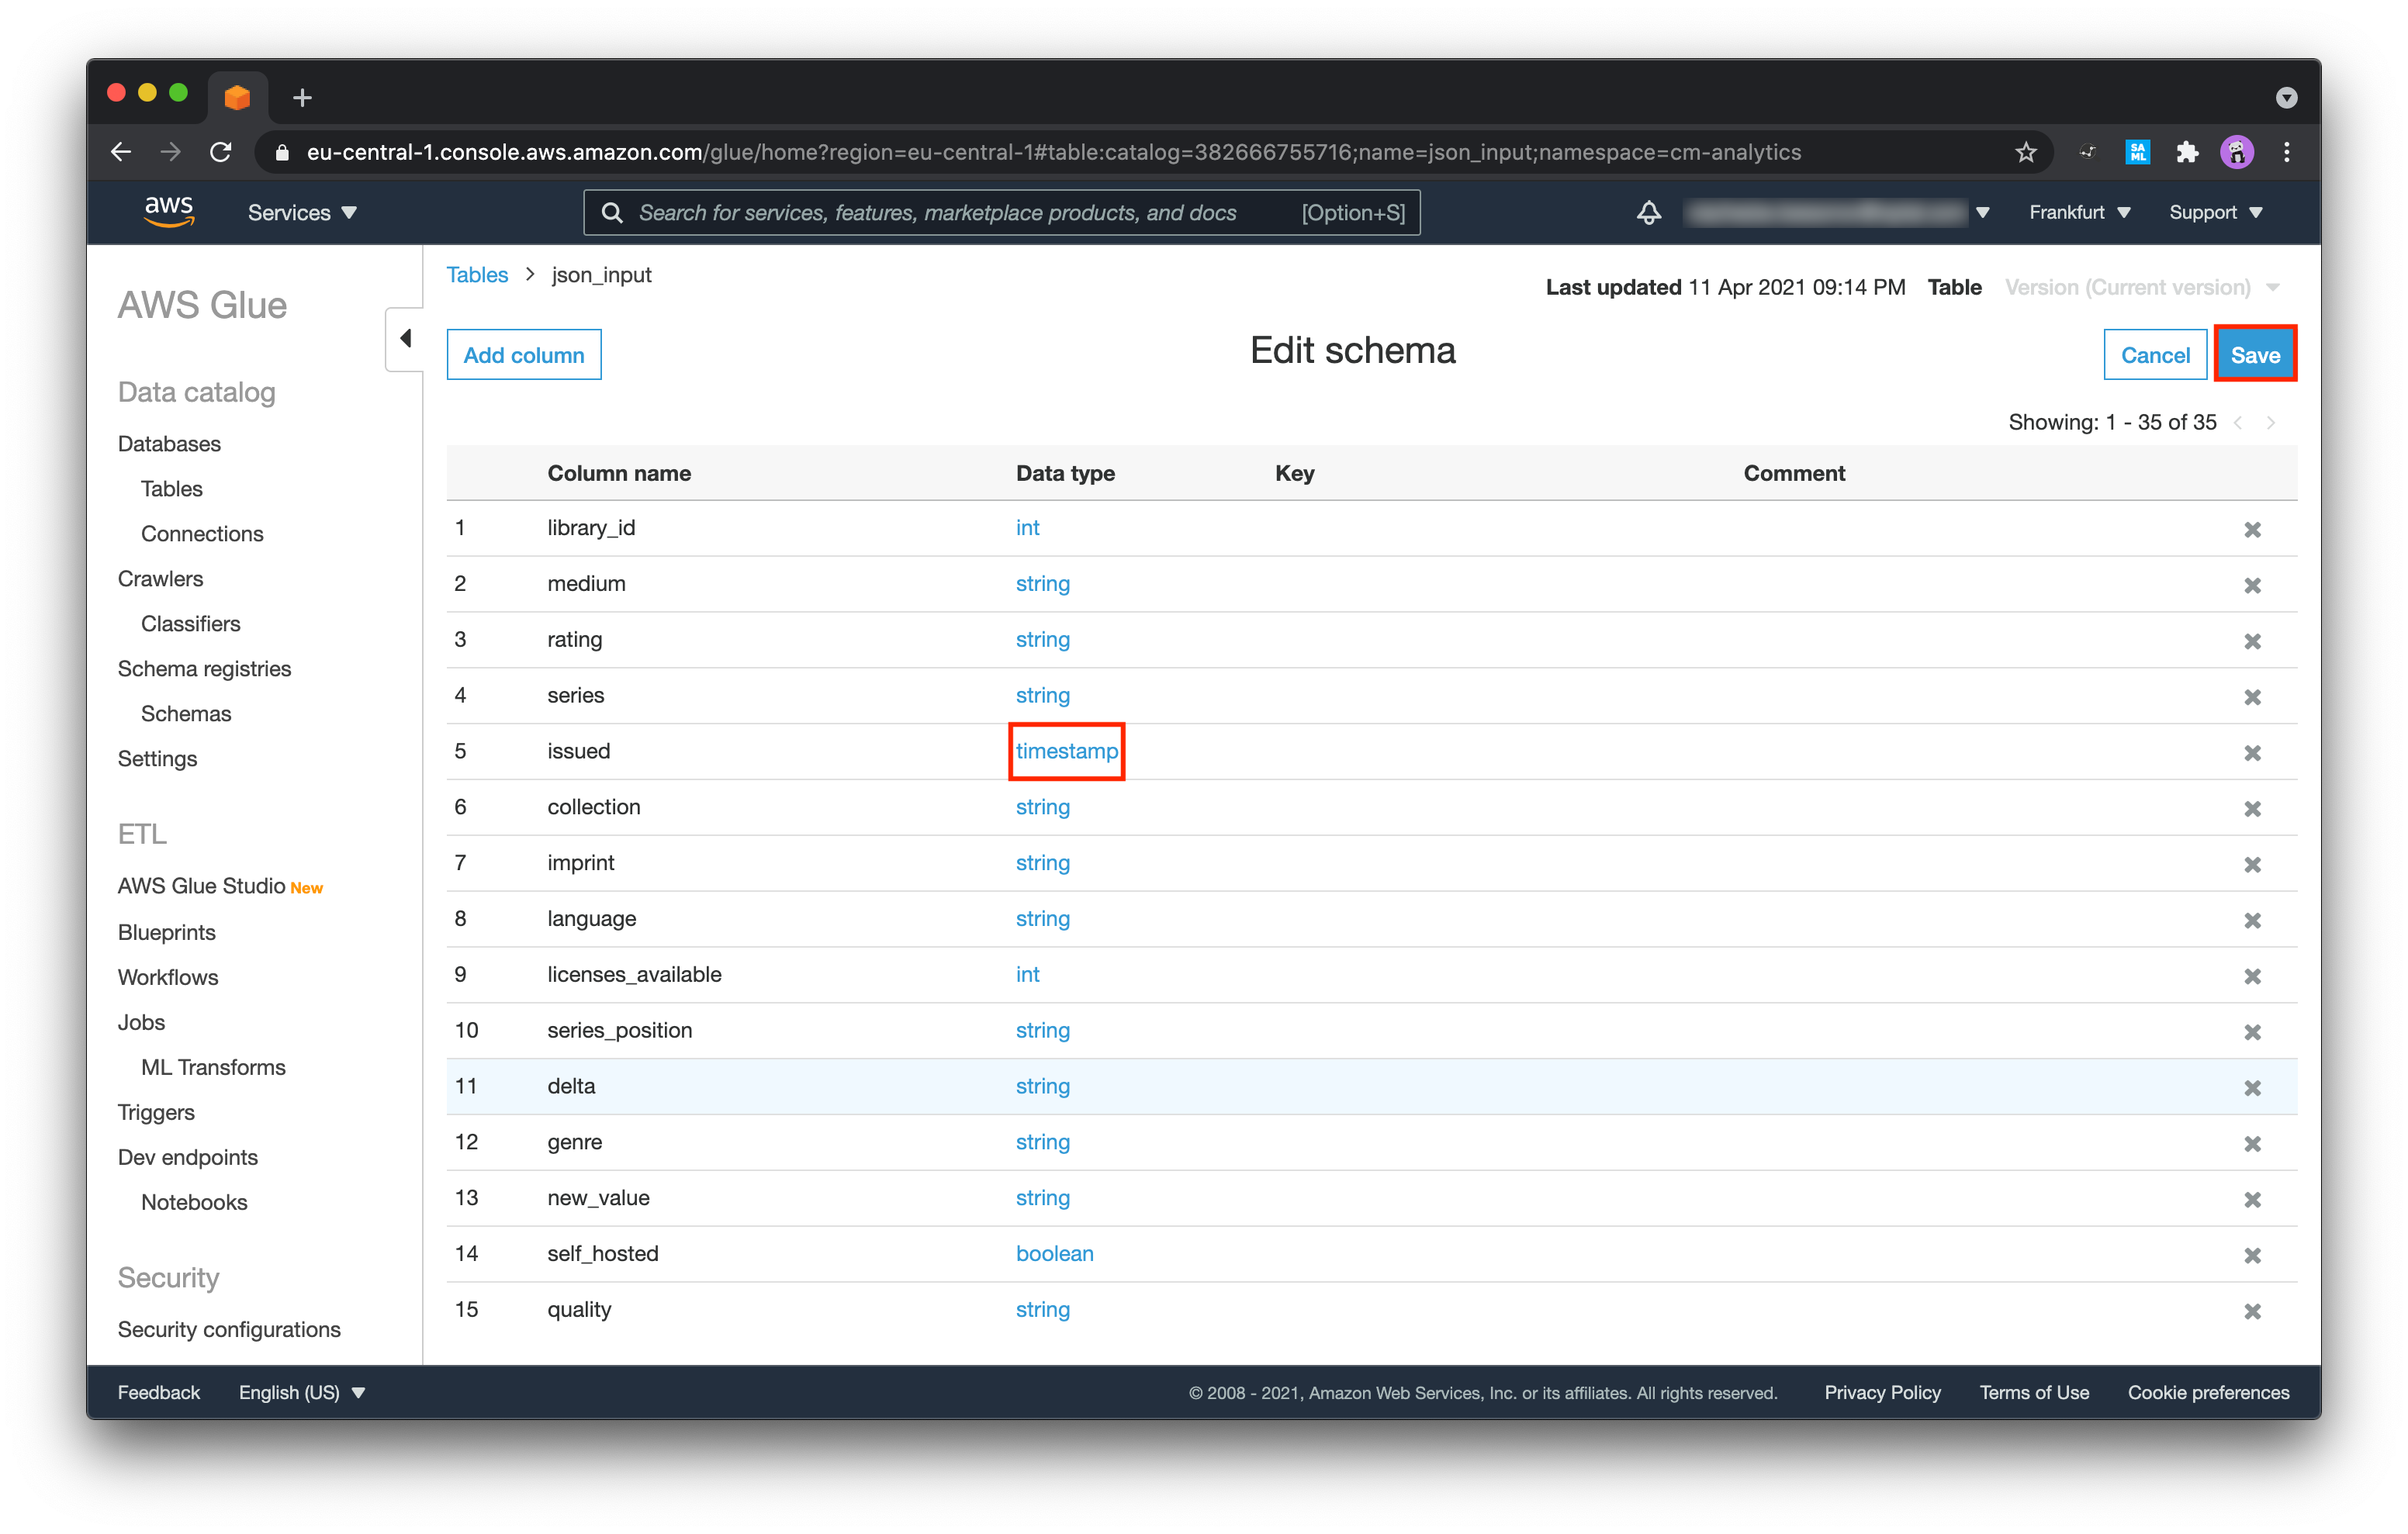 eu-central-1.console.aws.amazon.com/glue/home?region=eu-central-1#table:catalog=382666755716;name=json_input;namespace=cm-analytics
SA
ML
aws
Services
Search for services, features, marketplace products, and docs [Option+S]
Frankfurt
Support
AWS Glue
Data catalog
Databases
Tables
Connections
Crawlers
Classifiers
Schema registries
Schemas
Settings
ETL
AWS Glue Studio New
Blueprints
Workflows
Jobs
ML Transforms
Triggers
Dev endpoints
Notebooks
Security
Security configurations
Tables > json_input
Last updated 11 Apr 2021 09:14 PM Table Version (Current version)
Add column
Edit schema
Cancel
Save
Showing: 1 - 35 of 35
Column name Data type Key Comment
1 library_id int
2 medium string
3 rating string
4 series string
5 issued timestamp
6 collection string
7 imprint string
8 language string
9 licenses_available int
10 series_position string
11 delta string
12 genre string
13 new_value string
14 self_hosted boolean
15 quality string
Feedback English (US) © 2008 - 2021, Amazon Web Services, Inc. or its affiliates. All rights reserved. Privacy Policy Terms of Use Cookie preferences